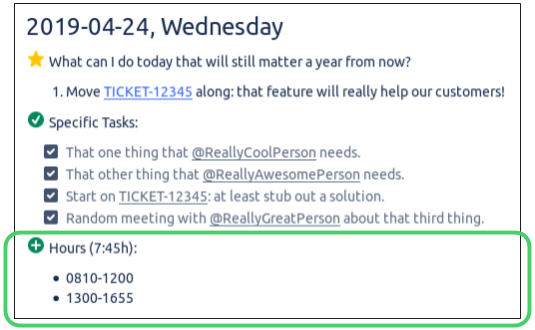 2019-04-24, Wednesday
What can I do today that will still matter a year from now?
1. Move TICKET-12345 along: that feature will really help our customers!
Specific Tasks:
That one thing that @ReallyCoolPerson needs.
That other thing that @ReallyAwesomePerson needs.
Start on TICKET-12345: at least stub out a solution.
Random meeting with @ReallyGreatPerson about that third thing.
Hours (7:45h):
• 0810-1200
• 1300-1655